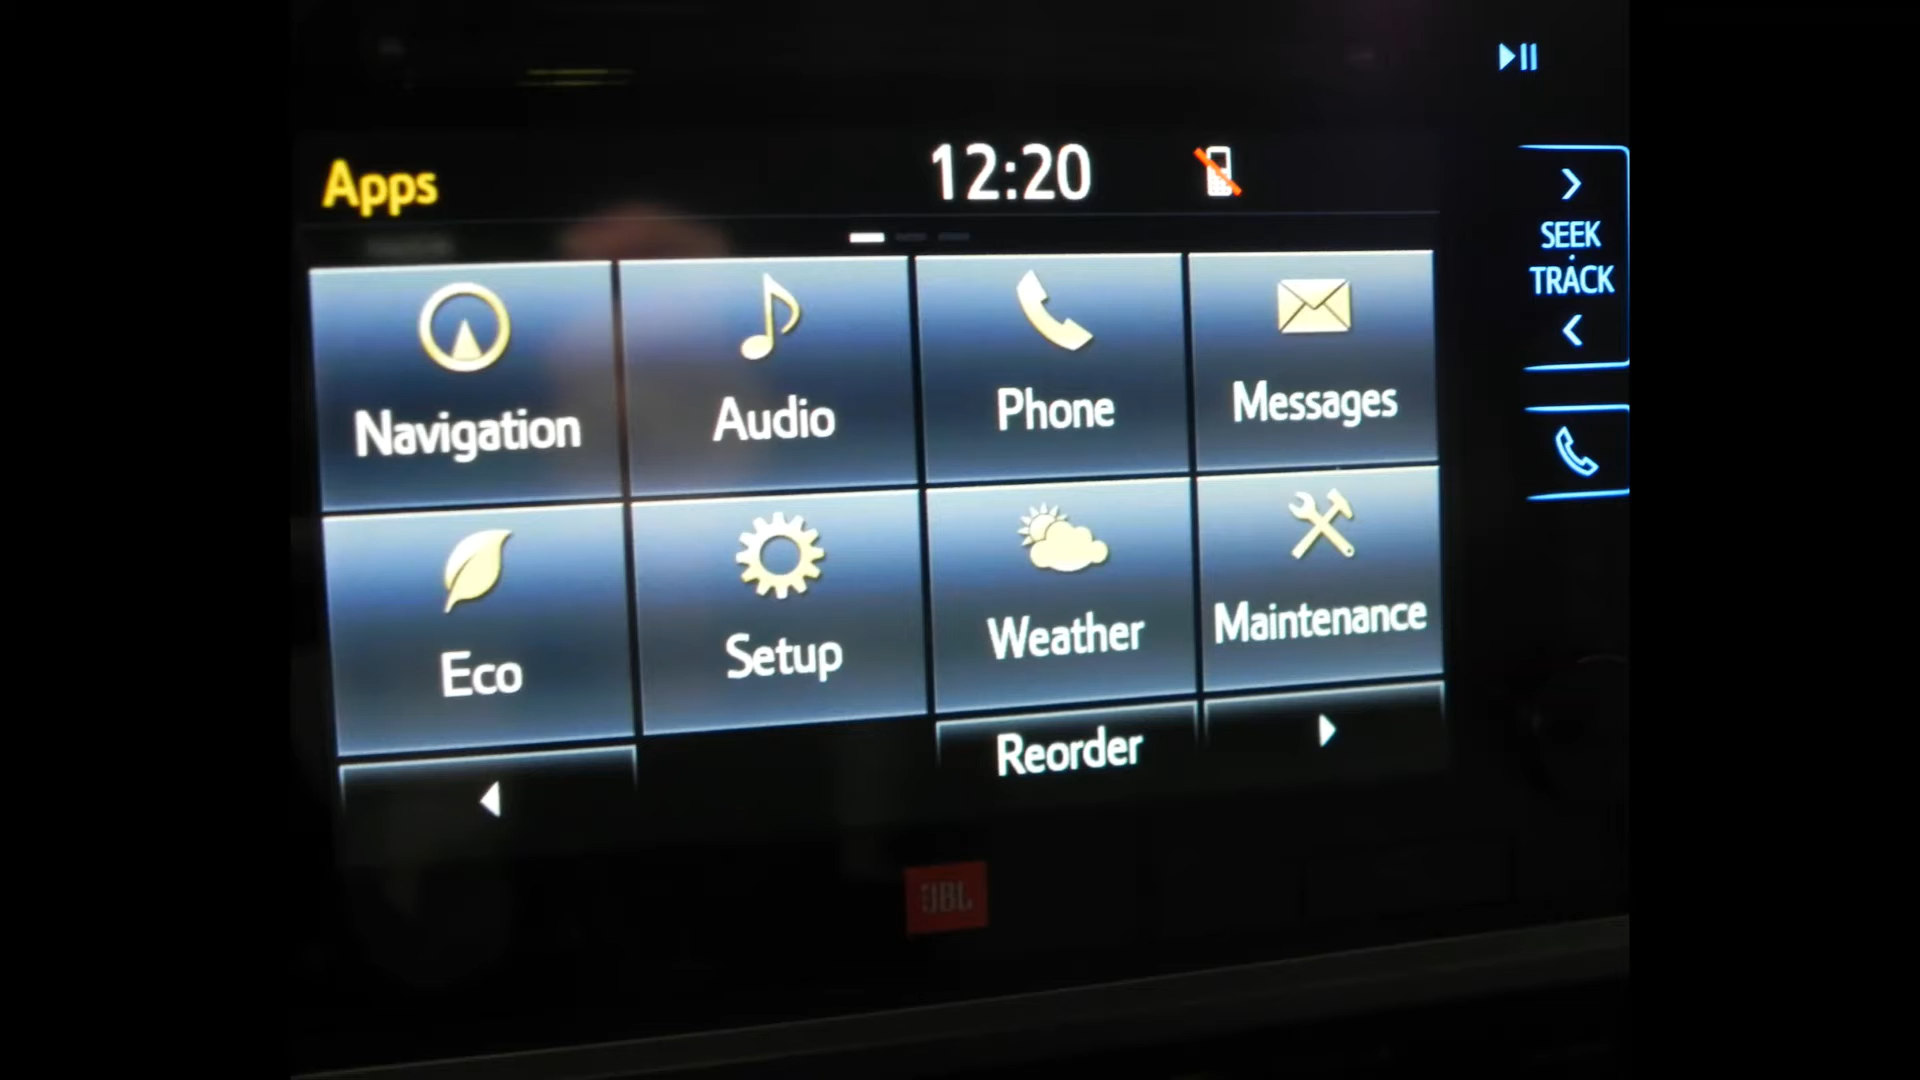 Apps
12:20
SEEK
TRACK
Navigation
Audio
Phone
Messages
Eco
Setup
Weather
Maintenance
Reorder
JBL